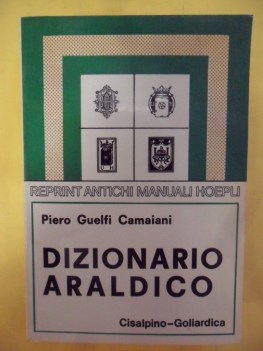 REPRINT ANTICHI MANUALI HOEPLI
Piero Guelfi Camaiani
DIZIONARIO
ARALDICO
Cisalpino-Goliardica